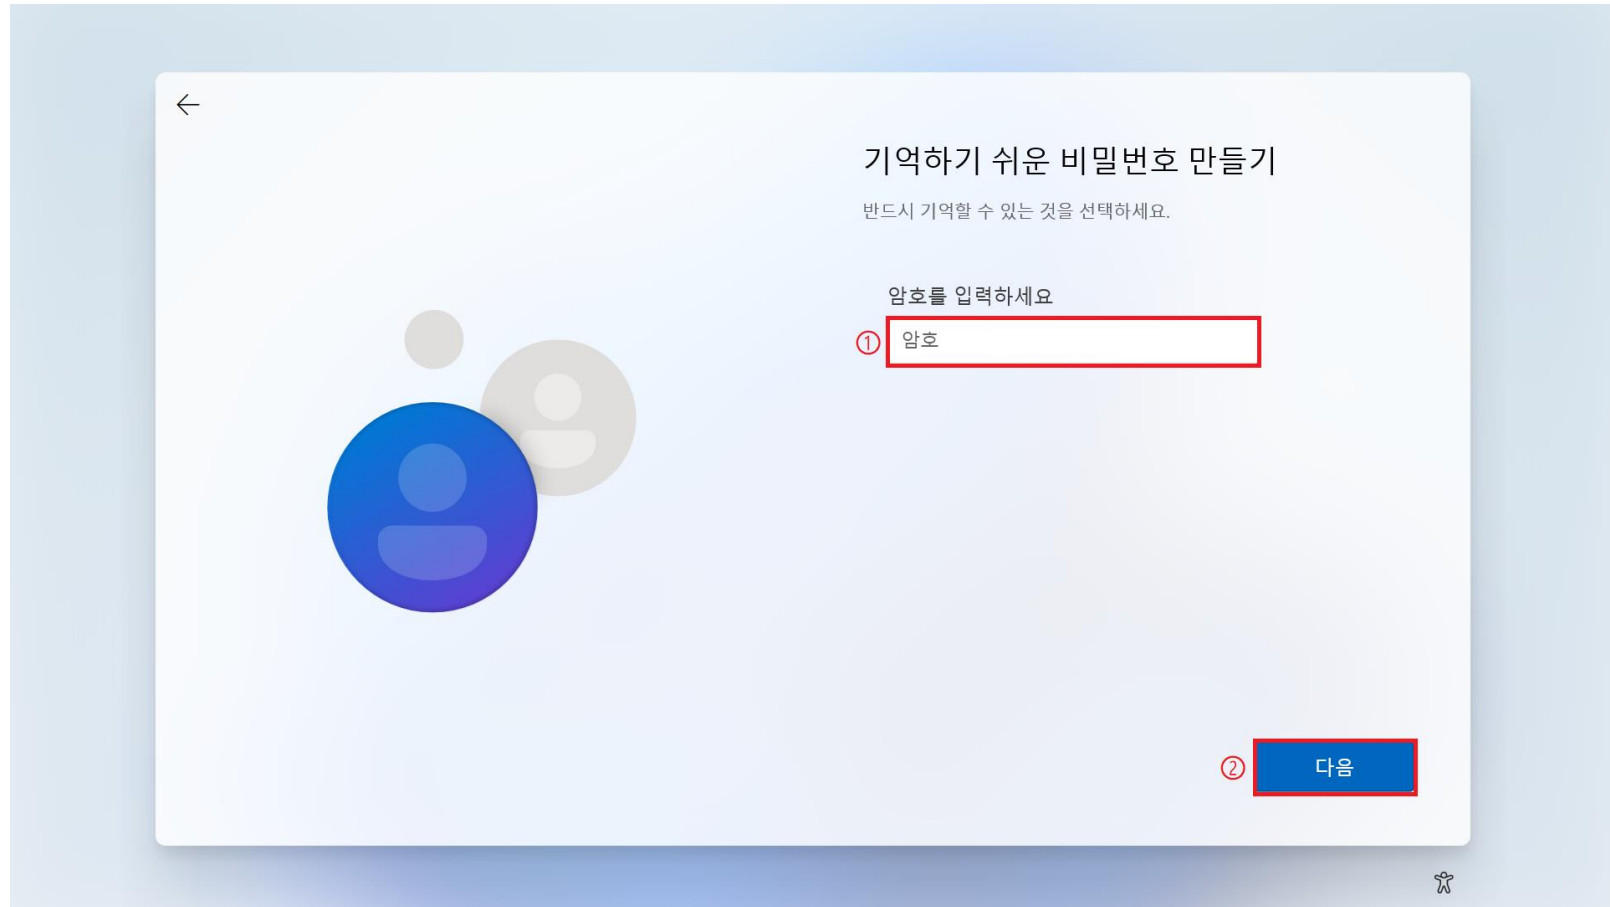 기억하기 쉬운 비밀번호 만들기
반드시 기억할 수 있는 것을 선택하세요.
암호를 입력하세요
① 암호
② 다음